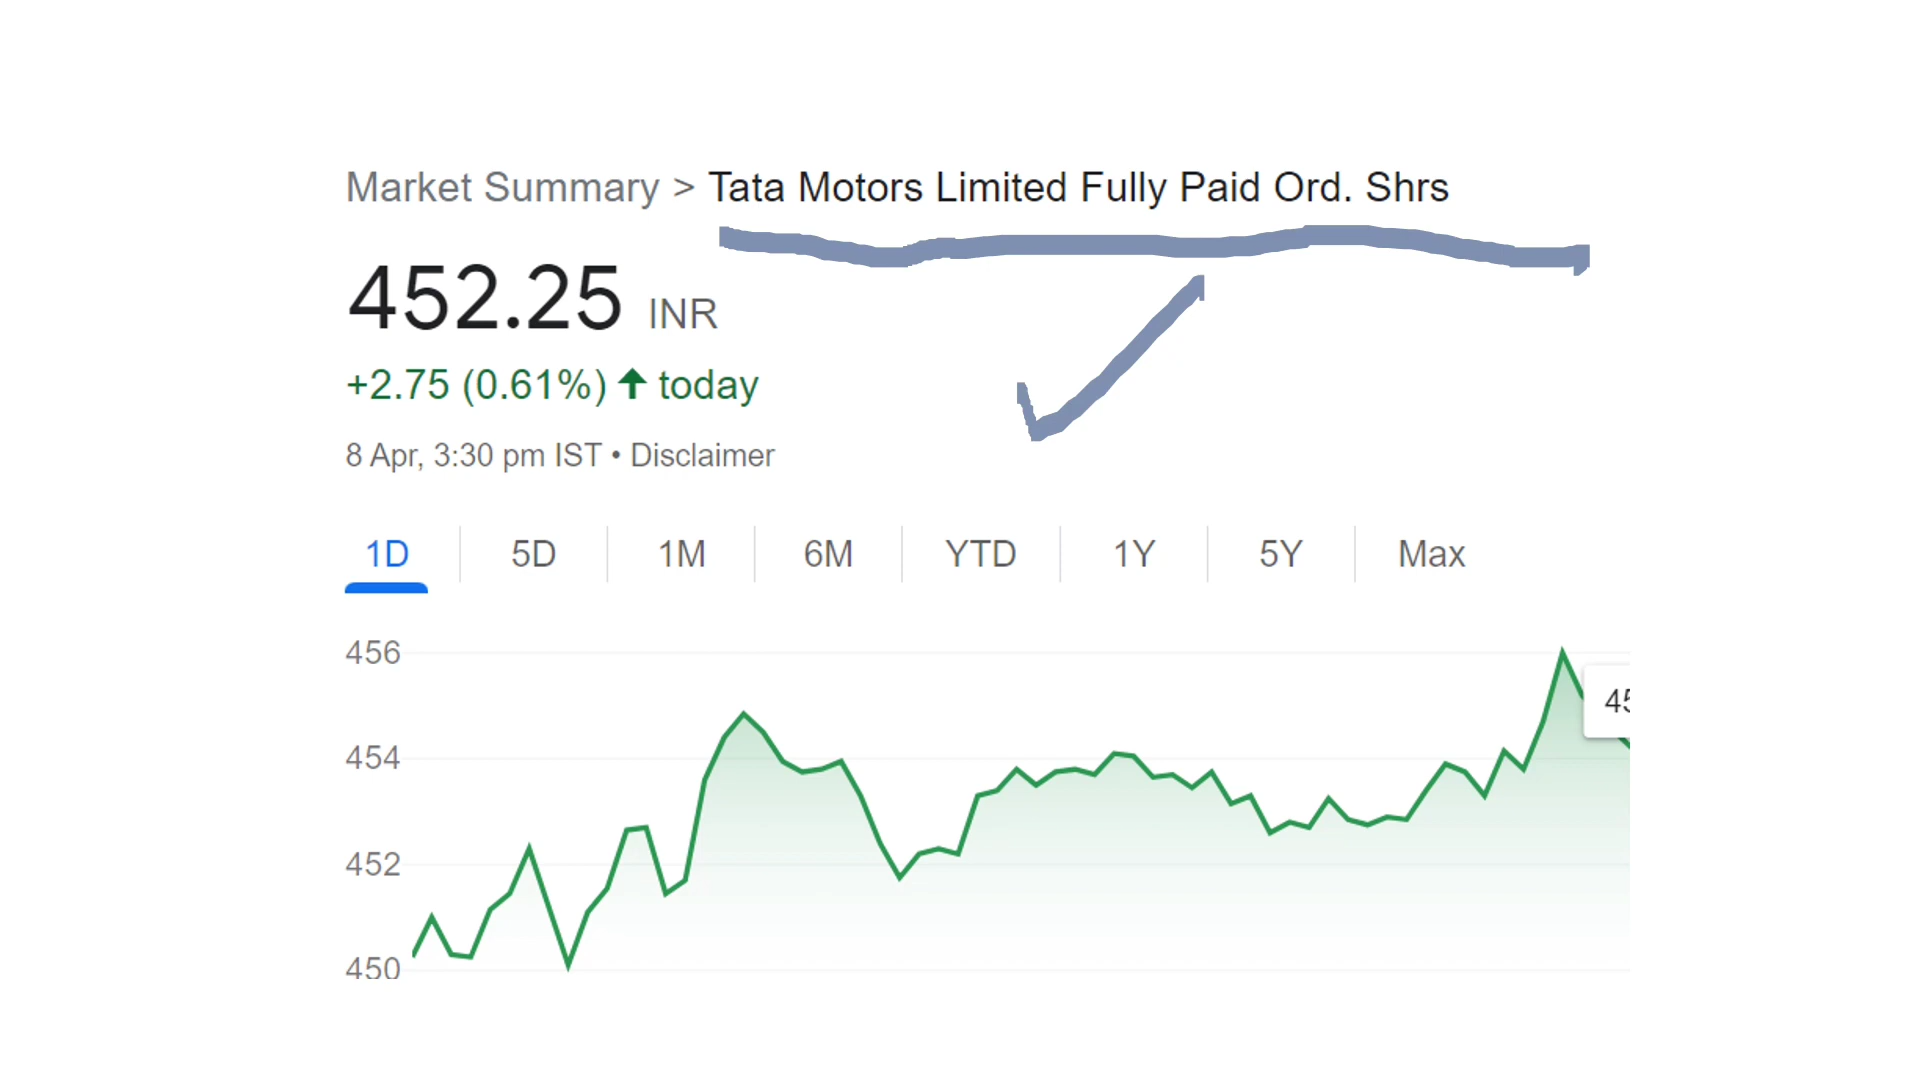 Market Summary > Tata Motors Limited Fully Paid Ord. Shrs
452.25 INR
+2.75 (0.61%) ↑ today
8 Apr, 3:30 pm IST • Disclaimer
1D 5D 1M 6M YTD 1Y 5Y Max
456
454
452
450